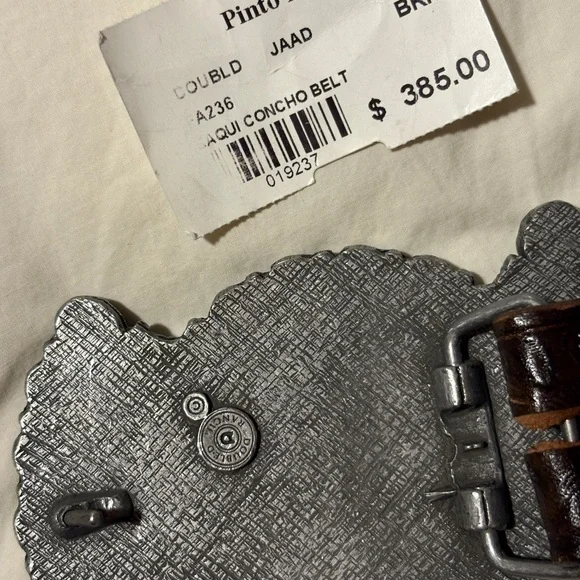 Pinto
DOUBLD JAAD BR
A236
AQUI CONCHO BELT
$ 385.00
019237
©
DOUBLE D
RANCH
D